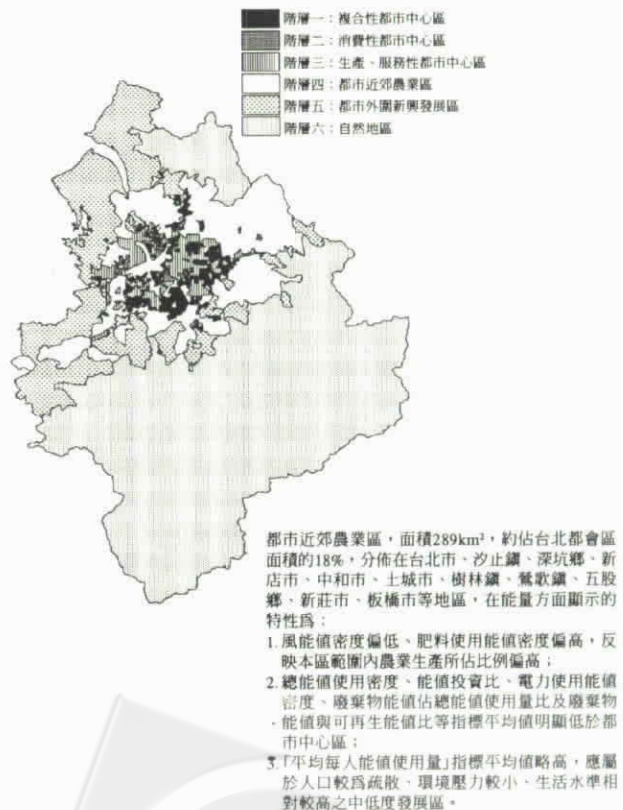 階層一：複合性都市中心區
階層二：消費性都市中心區
階層三：生產、服務性都市中心區
階層四：都市近郊農業區
階層五：都市外圍新興發展區
階層六：自然地區
都市近郊農業區，面積289km²，約佔台北都會區
面積的18%，分佈在台北市、汐止鎮、深坑鄉、新
店市、中和市、土城市、樹林鎮、鶯歌鎮、五股
鄉、新莊市、板橋市等地區，在能量方面顯示的
特性爲：
1. 風能值密度偏低、肥料使用能值密度偏高，反
映本區範圍內農業生產所佔比例偏高；
2. 總能值使用密度、能值投資比、電力使用能值
密度、廢棄物能值佔總能值使用量比及廢棄物
能值與可再生能值比等指標平均值明顯低於都
市中心區；
3.「平均每人能值使用量」指標平均值略高，應屬
於人口較爲疏散、環境壓力較小、生活水準相
對較高之中低度發展區。